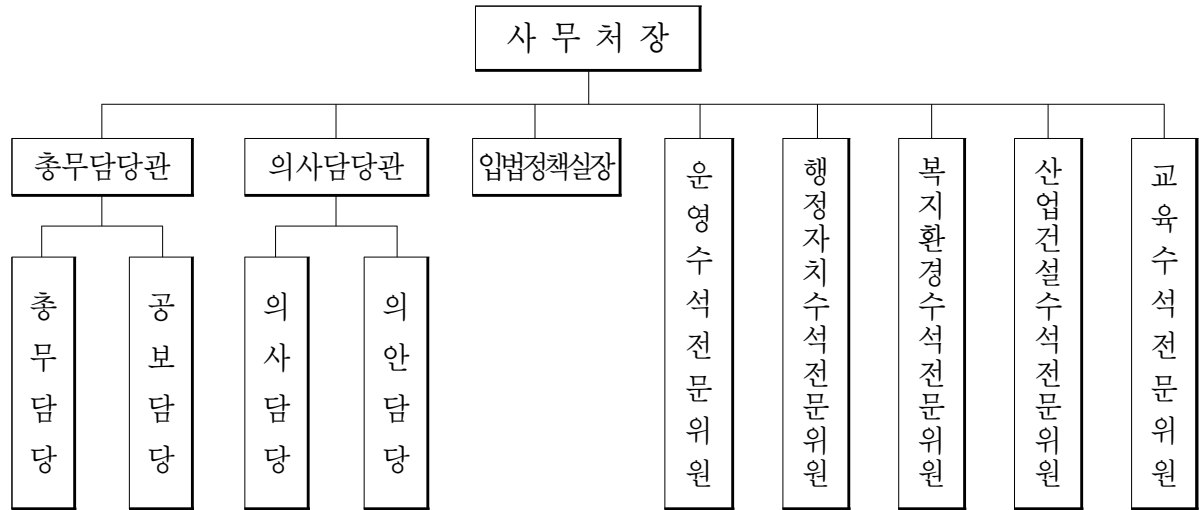 사 무 처 장
총무담당관
의사담당관
입법정책실장
운영수석전문위원
행정자치수석전문위원
복지환경수석전문위원
산업건설수석전문위원
교육수석전문위원
총무담당
공보담당
의사담당
의안담당